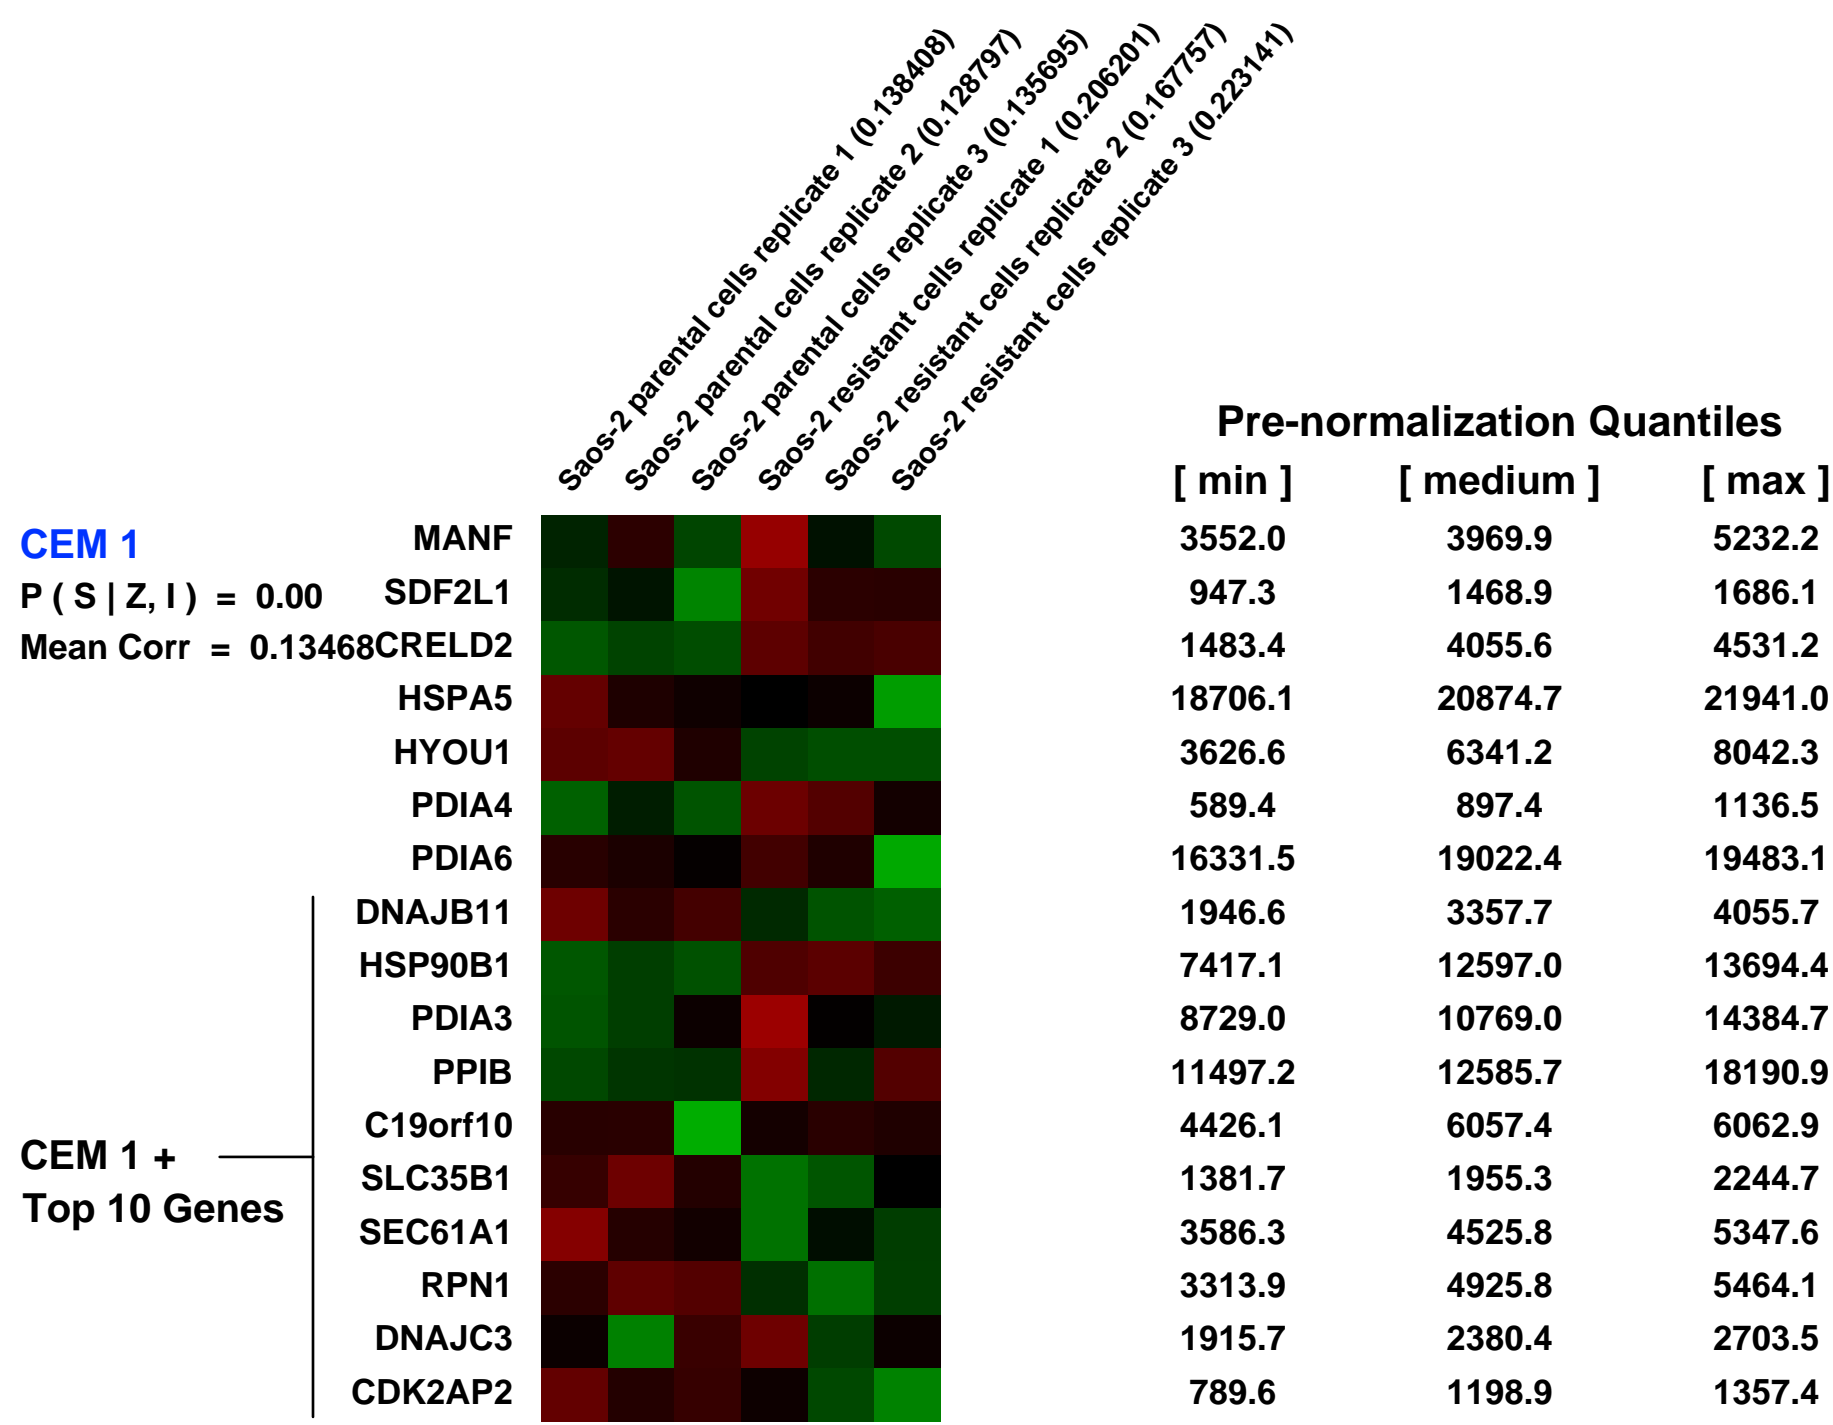 Saos-2 parental cells replicate 1 (0.138408)
Saos-2 parental cells replicate 2 (0.128797)
Saos-2 parental cells replicate 3 (0.135695)
Saos-2 resistant cells replicate 1 (0.206201)
Saos-2 resistant cells replicate 2 (0.167757)
Saos-2 resistant cells replicate 3 (0.223141)
Pre-normalization Quantiles
[ min ] [ medium ] [ max ]
CEM 1 MANF 3552.0 3969.9 5232.2
P ( S | Z, I ) = 0.00 SDF2L1 947.3 1468.9 1686.1
Mean Corr = 0.13468 CRELD2 1483.4 4055.6 4531.2
HSPA5 18706.1 20874.7 21941.0
HYOU1 3626.6 6341.2 8042.3
PDIA4 589.4 897.4 1136.5
PDIA6 16331.5 19022.4 19483.1
DNAJB11 1946.6 3357.7 4055.7
HSP90B1 7417.1 12597.0 13694.4
PDIA3 8729.0 10769.0 14384.7
PPIB 11497.2 12585.7 18190.9
C19orf10 4426.1 6057.4 6062.9
CEM 1 +
SLC35B1 1381.7 1955.3 2244.7
Top 10 Genes
SEC61A1 3586.3 4525.8 5347.6
RPN1 3313.9 4925.8 5464.1
DNAJC3 1915.7 2380.4 2703.5
CDK2AP2 789.6 1198.9 1357.4